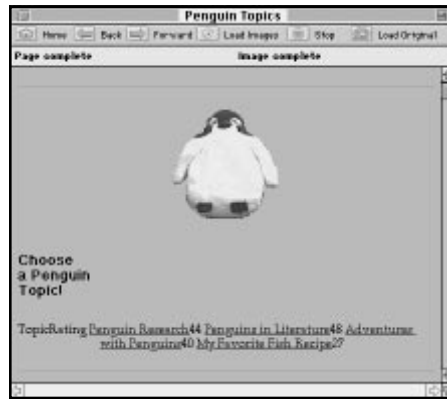 Penguin Topics
Home Back Forward Load Images Stop Load Original
Page complete Image complete
Choose
a Penguin
Topic!
TopicRating Penguin Research44 Penguins in Literature48 Adventures
with Penguins40 My Favorite Fish Recipe27